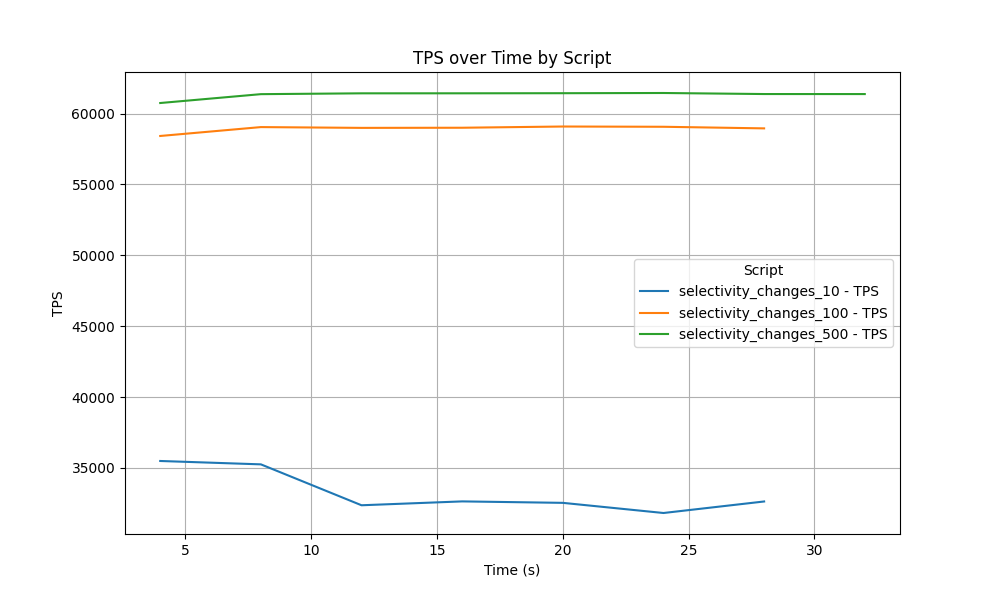 TPS over Time by Script
60000
55000
50000
45000
40000
35000
TPS
Script
selectivity_changes_10 - TPS
selectivity_changes_100 - TPS
selectivity_changes_500 - TPS
5 10 15 20 25 30
Time (s)